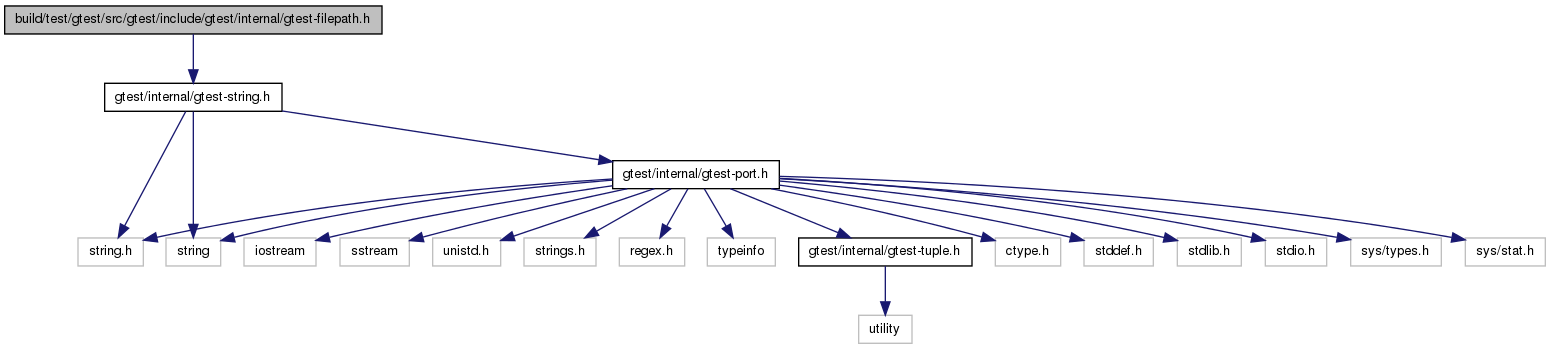 build/test/gtest/src/gtest/include/gtest/internal/gtest-filepath.h
gtest/internal/gtest-string.h
gtest/internal/gtest-port.h
string.h
string
iostream
sstream
unistd.h
strings.h
regex.h
typeinfo
gtest/internal/gtest-tuple.h
ctype.h
stddef.h
stdlib.h
stdio.h
sys/types.h
sys/stat.h
utility